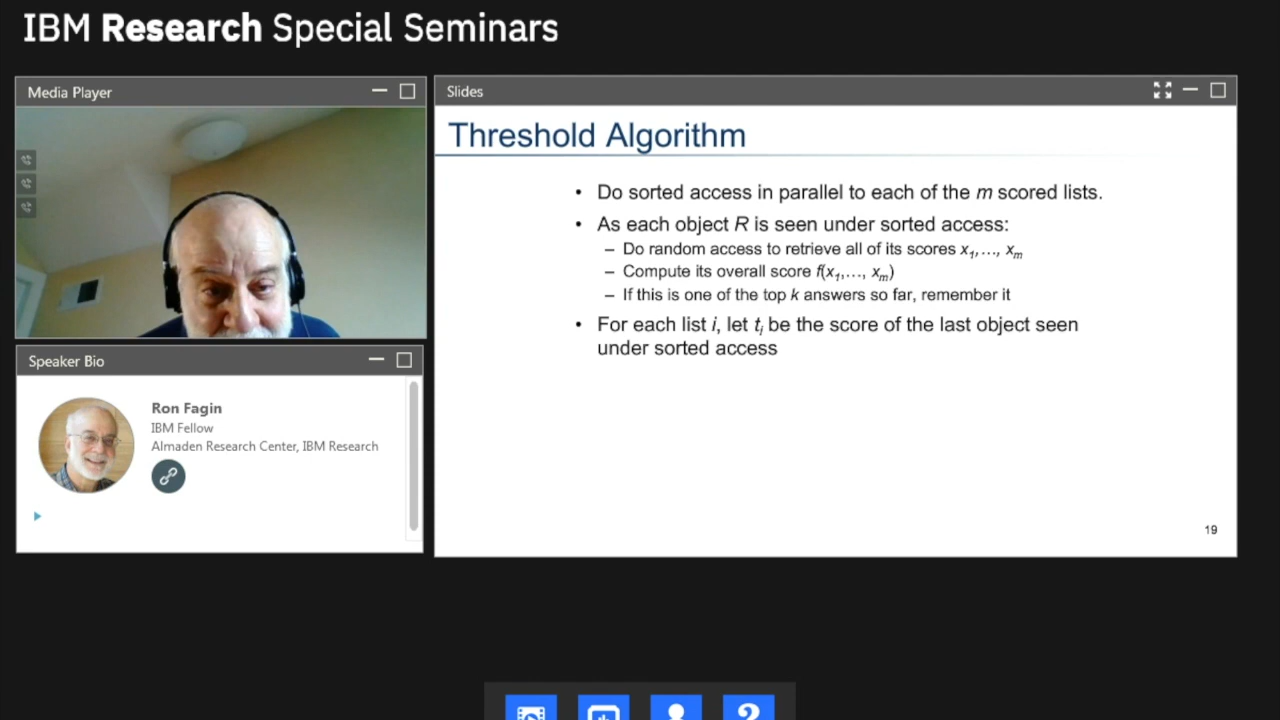 IBM Research Special Seminars
Media Player
Slides
Threshold Algorithm
• Do sorted access in parallel to each of the m scored lists.
• As each object R is seen under sorted access:
– Do random access to retrieve all of its scores x1,…, xm
– Compute its overall score f(x1,…, xm)
– If this is one of the top k answers so far, remember it
• For each list i, let ti be the score of the last object seen
under sorted access
19
Speaker Bio
Ron Fagin
IBM Fellow
Almaden Research Center, IBM Research
?